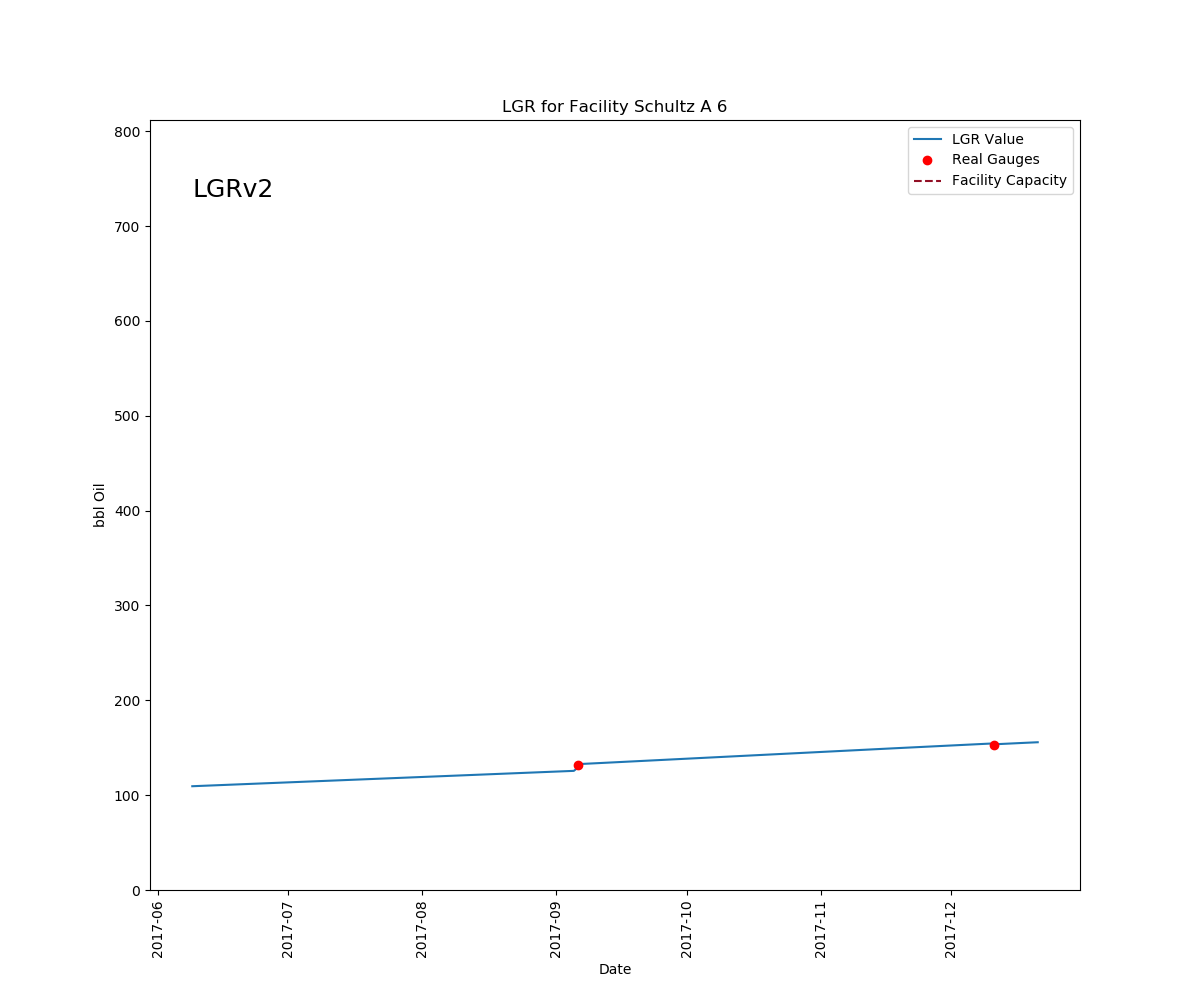 LGR for Facility Schultz A 6
LGRv2
LGR Value
Real Gauges
Facility Capacity
800
700
600
500
400
300
200
100
0
bbl Oil
2017-06
2017-07
2017-08
2017-09
2017-10
2017-11
2017-12
Date